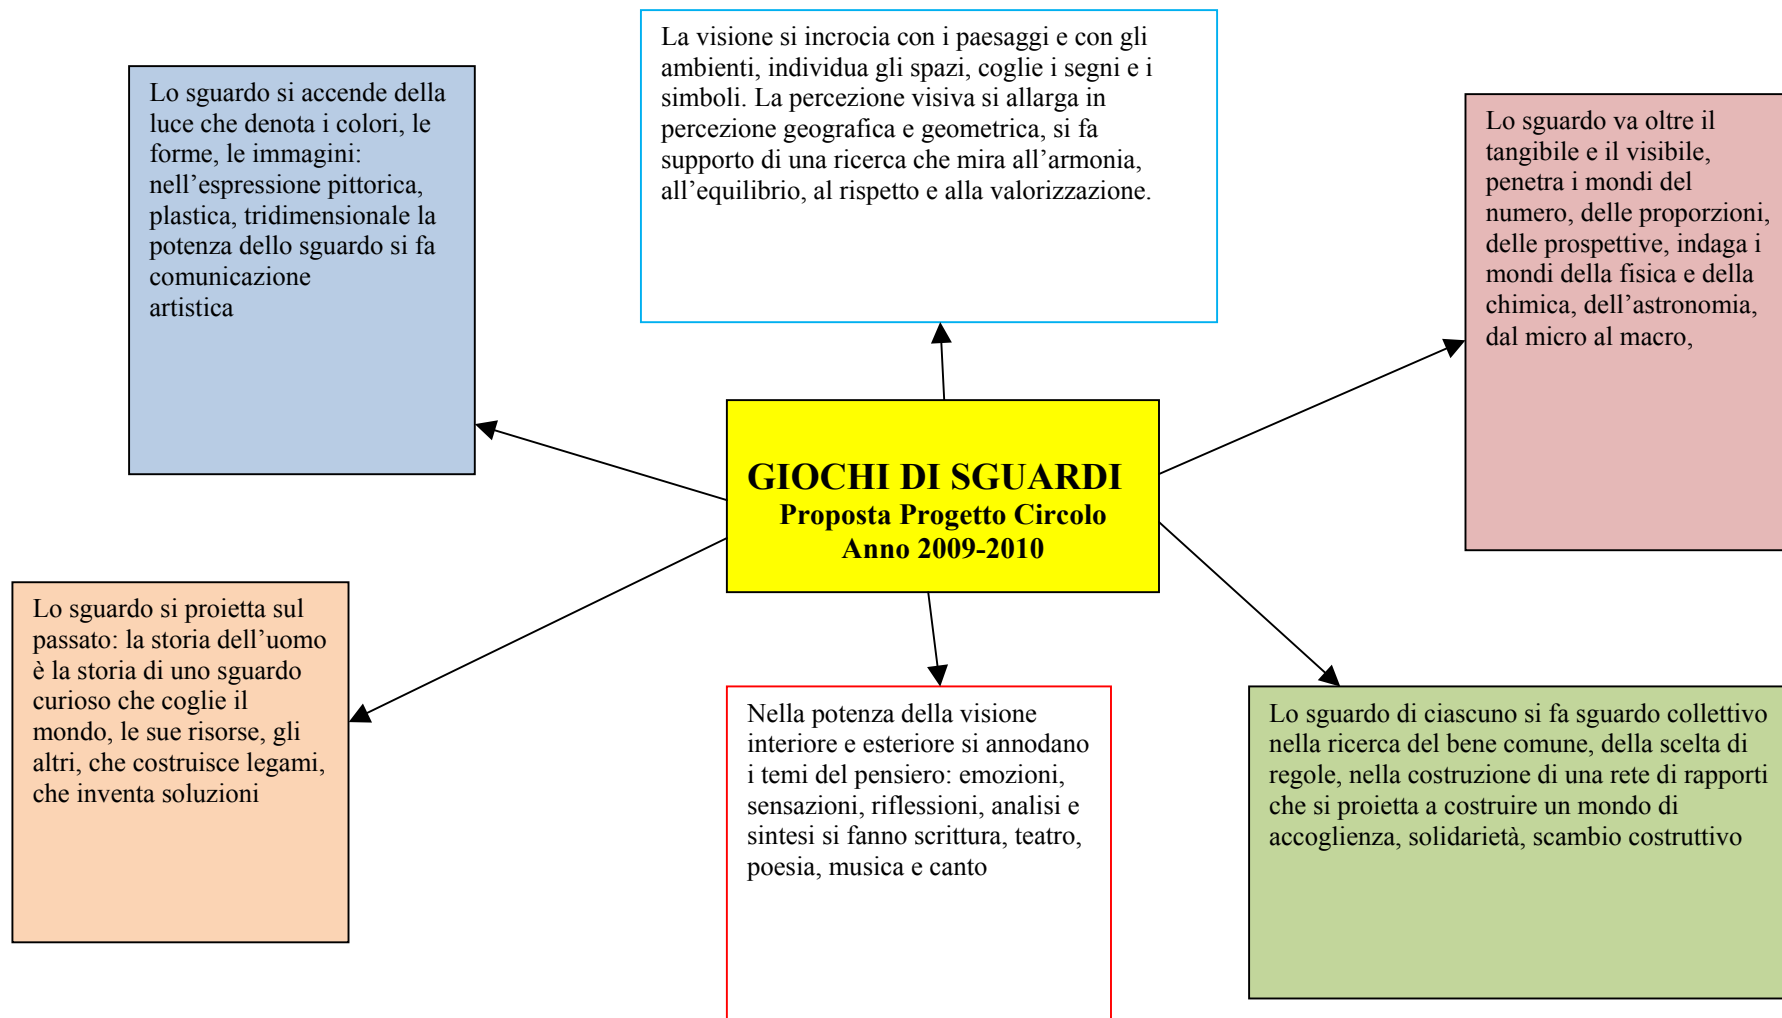 Lo sguardo si accende della
luce che denota i colori, le
forme, le immagini:
nell’espressione pittorica,
plastica, tridimensionale la
potenza dello sguardo si fa
comunicazione
artistica
La visione si incrocia con i paesaggi e con gli
ambienti, individua gli spazi, coglie i segni e i
simboli. La percezione visiva si allarga in
percezione geografica e geometrica, si fa
supporto di una ricerca che mira all’armonia,
all’equilibrio, al rispetto e alla valorizzazione.
Lo sguardo va oltre il
tangibile e il visibile,
penetra i mondi del
numero, delle proporzioni,
delle prospettive, indaga i
mondi della fisica e della
chimica, dell’astronomia,
dal micro al macro,
GIOCHI DI SGUARDI
Proposta Progetto Circolo
Anno 2009-2010
Lo sguardo si proietta sul
passato: la storia dell’uomo
è la storia di uno sguardo
curioso che coglie il
mondo, le sue risorse, gli
altri, che costruisce legami,
che inventa soluzioni
Nella potenza della visione
interiore e esteriore si annodano
i temi del pensiero: emozioni,
sensazioni, riflessioni, analisi e
sintesi si fanno scrittura, teatro,
poesia, musica e canto
Lo sguardo di ciascuno si fa sguardo collettivo
nella ricerca del bene comune, della scelta di
regole, nella costruzione di una rete di rapporti
che si proietta a costruire un mondo di
accoglienza, solidarietà, scambio costruttivo